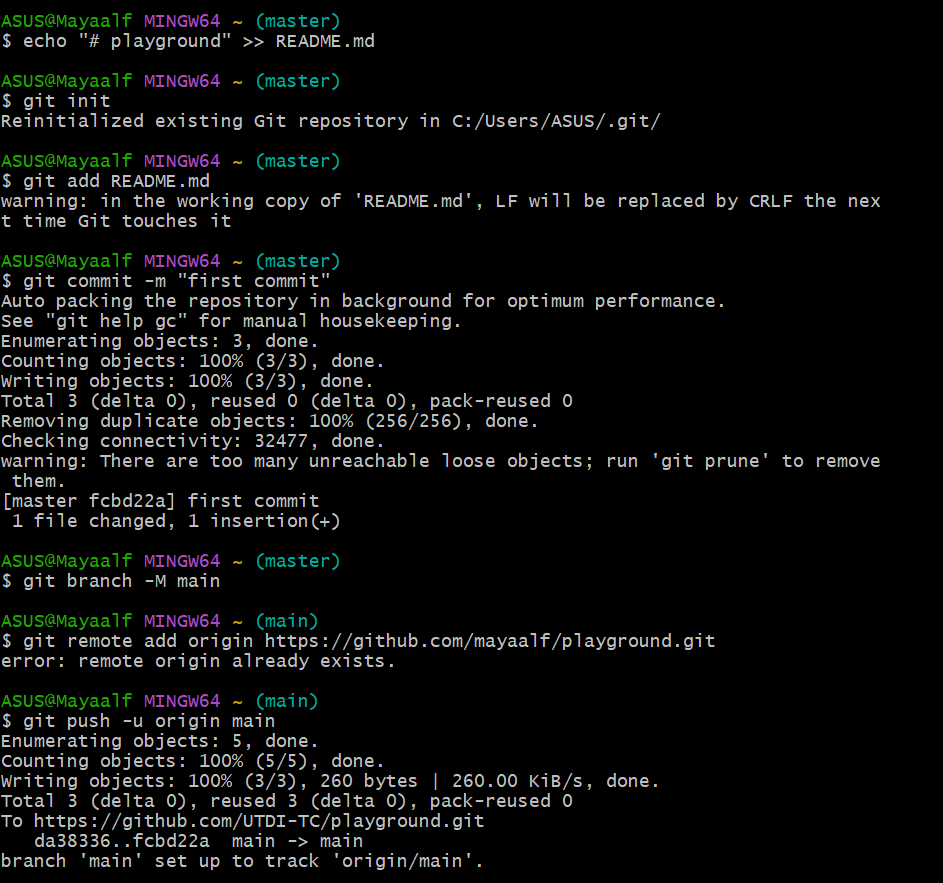 ASUS@Mayaalf MINGW64 ~ (master)
$ echo "# playground" >> README.md
ASUS@Mayaalf MINGW64 ~ (master)
$ git init
Reinitialized existing Git repository in C:/Users/ASUS/.git/
ASUS@Mayaalf MINGW64 ~ (master)
$ git add README.md
warning: in the working copy of 'README.md', LF will be replaced by CRLF the nex
t time Git touches it
ASUS@Mayaalf MINGW64 ~ (master)
$ git commit -m "first commit"
Auto packing the repository in background for optimum performance.
See "git help gc" for manual housekeeping.
Enumerating objects: 3, done.
Counting objects: 100% (3/3), done.
Writing objects: 100% (3/3), done.
Total 3 (delta 0), reused 0 (delta 0), pack-reused 0
Removing duplicate objects: 100% (256/256), done.
Checking connectivity: 32477, done.
warning: There are too many unreachable loose objects; run 'git prune' to remove
 them.
[master fcbd22a] first commit
 1 file changed, 1 insertion(+)
ASUS@Mayaalf MINGW64 ~ (master)
$ git branch -M main
ASUS@Mayaalf MINGW64 ~ (main)
$ git remote add origin https://github.com/mayaalf/playground.git
error: remote origin already exists.
ASUS@Mayaalf MINGW64 ~ (main)
$ git push -u origin main
Enumerating objects: 5, done.
Counting objects: 100% (5/5), done.
Writing objects: 100% (3/3), 260 bytes | 260.00 KiB/s, done.
Total 3 (delta 0), reused 3 (delta 0), pack-reused 0
To https://github.com/UTDI-TC/playground.git
   da38336..fcbd22a  main -> main
branch 'main' set up to track 'origin/main'.